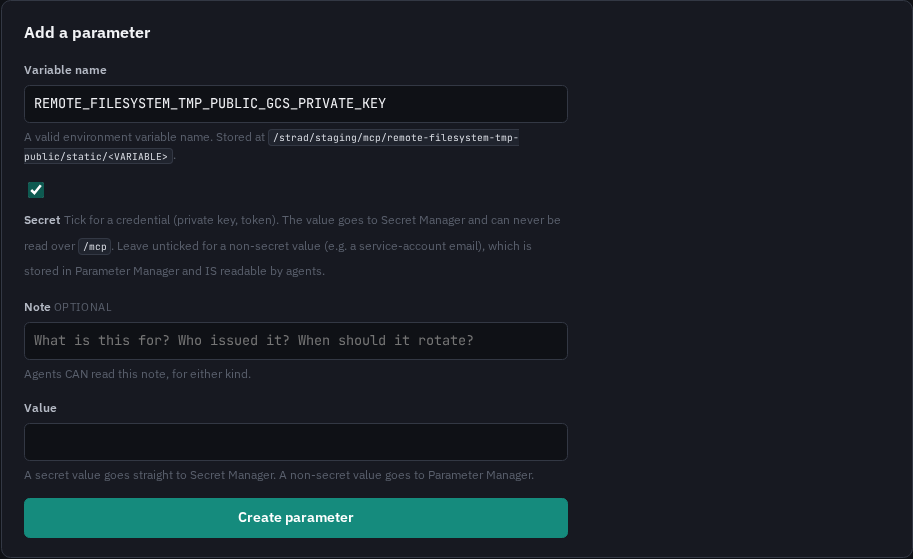 Add a parameter
Variable name
REMOTE_FILESYSTEM_TMP_PUBLIC_GCS_PRIVATE_KEY
A valid environment variable name. Stored at /strad/staging/mcp/remote-filesystem-tmp-
public/static/<VARIABLE>.
Secret Tick for a credential (private key, token). The value goes to Secret Manager and can never be
read over /mcp. Leave unticked for a non-secret value (e.g. a service-account email), which is
stored in Parameter Manager and IS readable by agents.
Note OPTIONAL
What is this for? Who issued it? When should it rotate?
Agents CAN read this note, for either kind.
Value
A secret value goes straight to Secret Manager. A non-secret value goes to Parameter Manager.
Create parameter